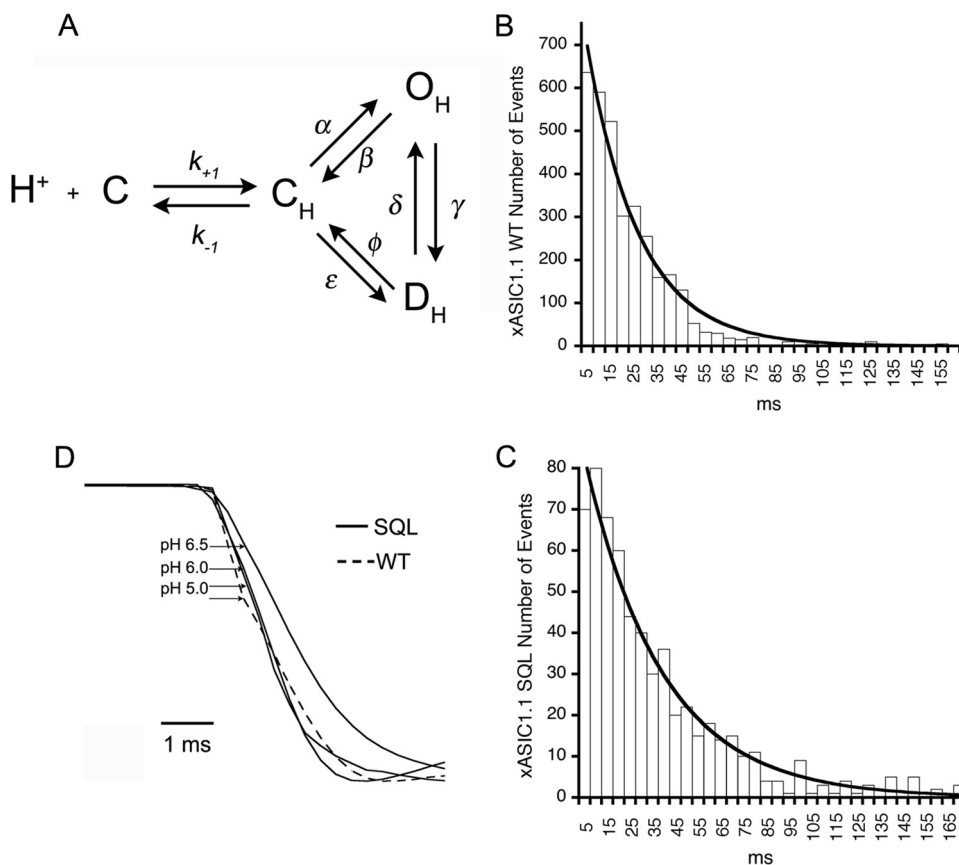 A
H+ + C k+1 k-1 CH α β OH δ γ ϕ ε DH
B
xASIC1.1 WT Number of Events
700
600
500
400
300
200
100
0
5 15 25 35 45 55 65 75 85 95 105 115 125 135 145 155
ms
D
pH 6.5
pH 6.0
pH 5.0
SQL
WT
1 ms
C
xASIC1.1 SQL Number of Events
80
70
60
50
40
30
20
10
0
5 15 25 35 45 55 65 75 85 95 105 115 125 135 145 155 165
ms